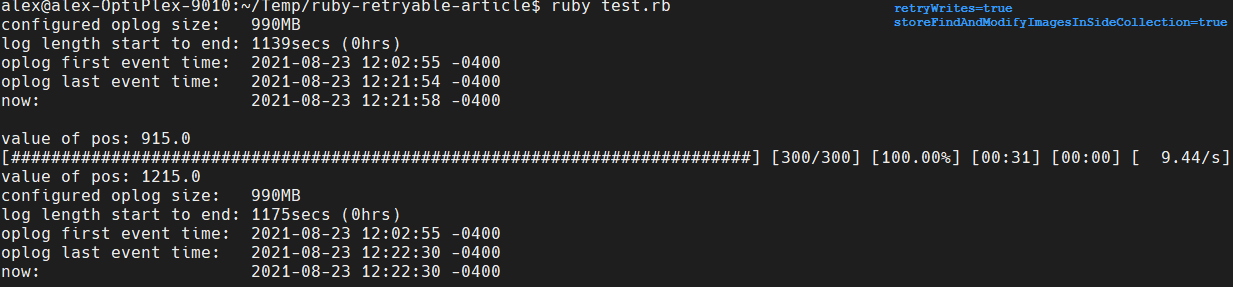 alex@alex-OptiPlex-9010:~/Temp/ruby-retryable-article$ ruby test.rb
retryWrites=true
storeFindAndModifyImagesInSideCollection=true
configured oplog size:   990MB
log length start to end: 1139secs (0hrs)
oplog first event time:  2021-08-23 12:02:55 -0400
oplog last event time:   2021-08-23 12:21:54 -0400
now:                     2021-08-23 12:21:58 -0400
value of pos: 915.0
[##########################################################################] [300/300] [100.00%] [00:31] [00:00] [  9.44/s]
value of pos: 1215.0
configured oplog size:   990MB
log length start to end: 1175secs (0hrs)
oplog first event time:  2021-08-23 12:02:55 -0400
oplog last event time:   2021-08-23 12:22:30 -0400
now:                     2021-08-23 12:22:30 -0400